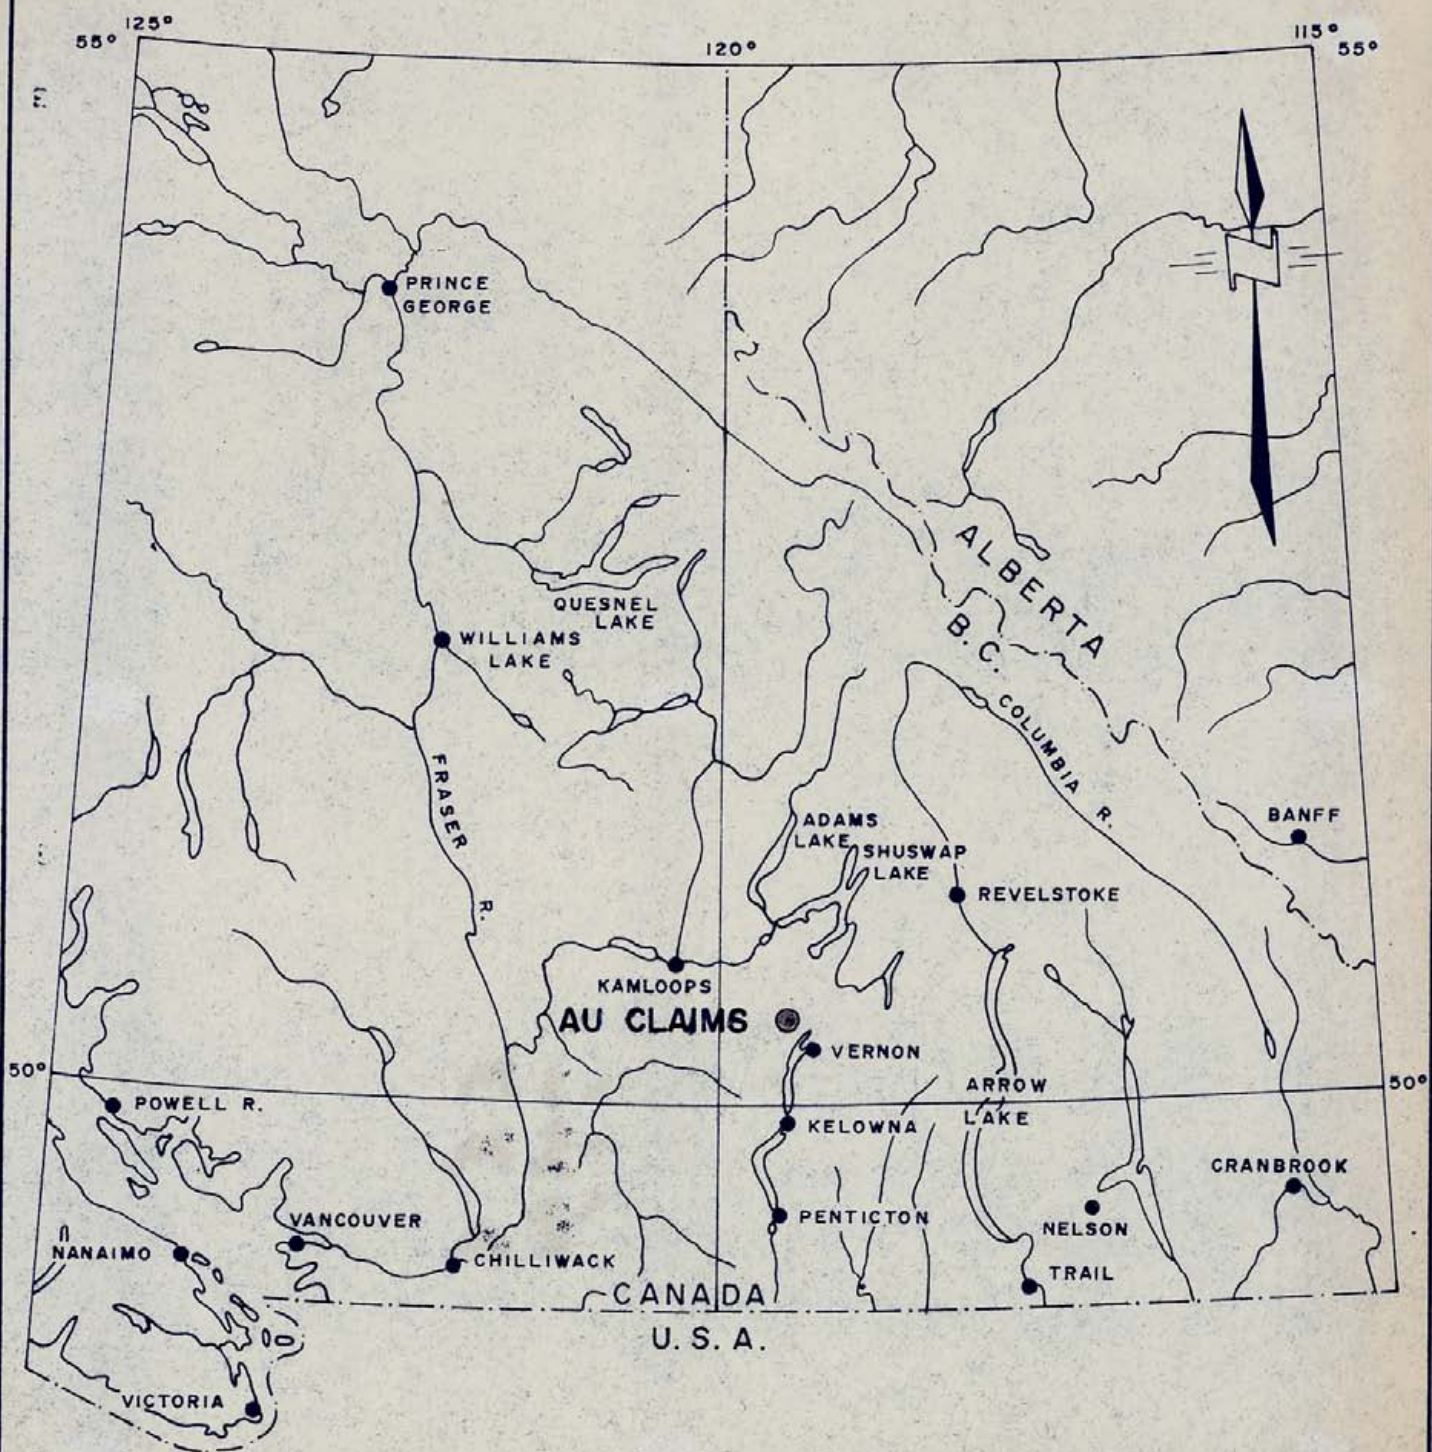 125°
55°
120°
115°
55°
PRINCE
GEORGE
ALBERTA
B.C.
QUESNEL
LAKE
WILLIAMS
LAKE
COLUMBIA R.
FRASER R.
ADAMS
LAKE
SHUSWAP
LAKE
BANFF
REVELSTOKE
KAMLOOPS
AU CLAIMS
VERNON
50°
50°
ARROW
LAKE
POWELL R.
KELOWNA
CRANBROOK
VANCOUVER
PENTICTON
NELSON
NANAIMO
CHILLIWACK
TRAIL
CANADA
U.S.A.
VICTORIA